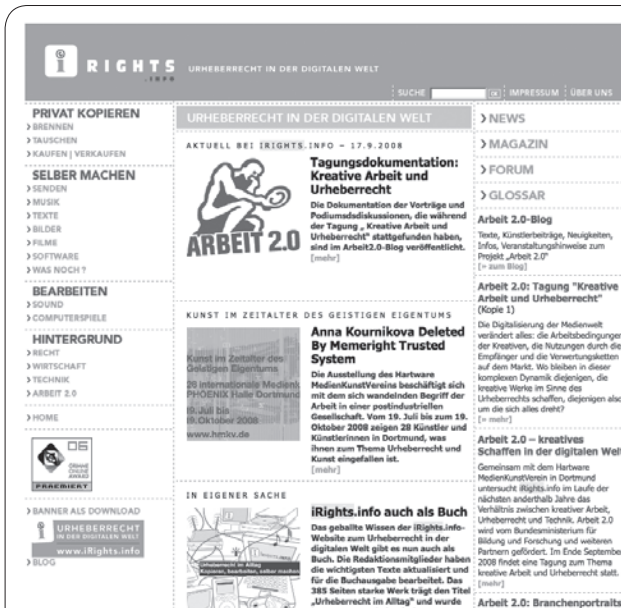 i RIGHTS
.INFO
URHEBERRECHT IN DER DIGITALEN WELT
SUCHE OK IMPRESSUM ÜBER UNS
PRIVAT KOPIEREN
> BRENNEN
> TAUSCHEN
> KAUFEN | VERKAUFEN
SELBER MACHEN
> SENDEN
> MUSIK
> TEXTE
> BILDER
> FILME
> SOFTWARE
> WAS NOCH ?
BEARBEITEN
> SOUND
> COMPUTERSPIELE
HINTERGRUND
> RECHT
> WIRTSCHAFT
> TECHNIK
> ARBEIT 2.0
> HOME
06
GRIMME
ONLINE
AWARD
PRAEMIERT
> BANNER ALS DOWNLOAD
i URHEBERRECHT
IN DER DIGITALEN WELT
www.iRights.info
> BLOG
URHEBERRECHT IN DER DIGITALEN WELT
AKTUELL BEI IRIGHTS.INFO – 17.9.2008
ARBEIT 2.0
Tagungsdokumentation:
Kreative Arbeit und
Urheberrecht
Die Dokumentation der Vorträge und
Podiumsdsdiskussionen, die während
der Tagung „ Kreative Arbeit und
Urheberrecht" stattgefunden haben,
sind im Arbeit2.0-Blog veröffentlicht.
[mehr]
KUNST IM ZEITALTER DES GEISTIGEN EIGENTUMS
Kunst im Zeitalter des
Geistigen Eigentums
28 internationale Medienk
PHOENIX Halle Dortmund
19. Juli bis
19. Oktober 2008
www.hmkv.de
Anna Kournikova Deleted
By Memeright Trusted
System
Die Ausstellung des Hartware
MedienKunstVereins beschäftigt sich
mit dem sich wandelnden Begriff der
Arbeit in einer postindustriellen
Gesellschaft. Vom 19. Juli bis zum 19.
Oktober 2008 zeigen 28 Künstler und
Künstlerinnen in Dortmund, was
ihnen zum Thema Urheberrecht und
Kunst eingefallen ist.
[mehr]
IN EIGENER SACHE
Urheberrecht im Alltag
Kopieren, bearbeiten, selber machen
iRights.info auch als Buch
Das geballte Wissen der iRights.info-
Website zum Urheberrecht in der
digitalen Welt gibt es nun auch als
Buch. Die Redaktionsmitglieder haben
die wichtigsten Texte aktualisiert und
für die Buchausgabe bearbeitet. Das
385 Seiten starke Werk trägt den Titel
„Urheberrecht im Alltag" und wurde
> NEWS
> MAGAZIN
> FORUM
> GLOSSAR
Arbeit 2.0-Blog
Texte, Künstlerbeiträge, Neuigkeiten,
Infos, Veranstaltungshinweise zum
Projekt „Arbeit 2.0"
[» zum Blog]
Arbeit 2.0: Tagung "Kreative
Arbeit und Urheberrecht"
(Kopie 1)
Die Digitalisierung der Medienwelt
verändert alles: die Arbeitsbedingungen
der Kreativen, die Nutzungen durch die
Empfänger und die Verwertungsketten
auf dem Markt. Wo bleiben in dieser
komplexen Dynamik diejenigen, die
kreative Werke im Sinne des
Urheberrechts schaffen, diejenigen also,
um die sich alles dreht?
[» mehr]
Arbeit 2.0 – kreatives
Schaffen in der digitalen Welt
Gemeinsam mit dem Hartware
MedienKunstVerein in Dortmund
untersucht iRights.info im Laufe der
nächsten anderthalb Jahre das
Verhältnis zwischen kreativer Arbeit,
Urheberrecht und Technik. Arbeit 2.0
wird vom Bundesministerium für
Bildung und Forschung und weiteren
Partnern gefördert. Im Ende September
2008 findet eine Tagung zum Thema
kreative Arbeit und Urheberrecht statt.
[mehr]
Arbeit 2.0: Branchenportraits